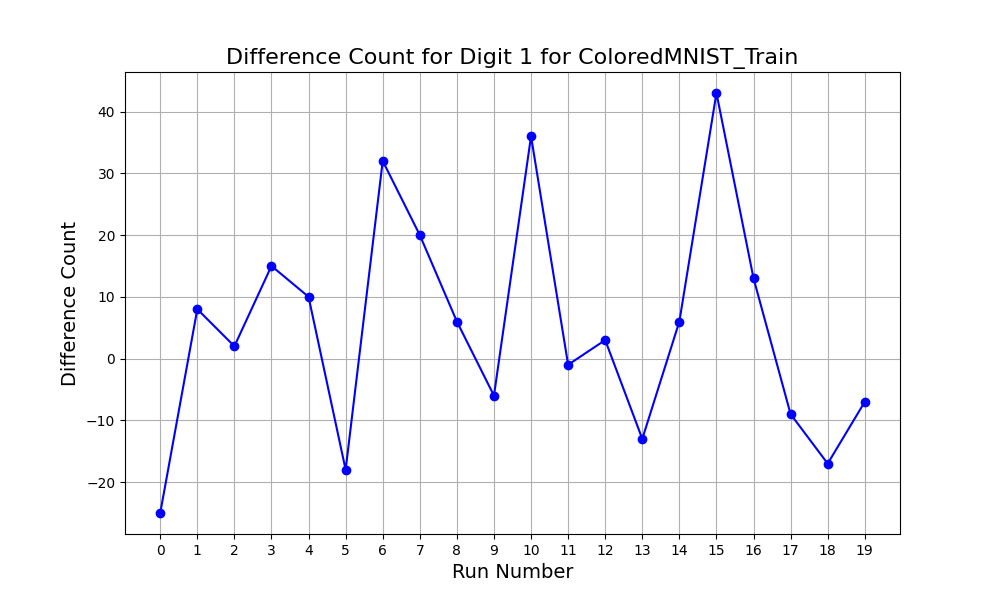 Difference Count for Digit 1 for ColoredMNIST_Train
Difference Count
40
30
20
10
0
−10
−20
0 1 2 3 4 5 6 7 8 9 10 11 12 13 14 15 16 17 18 19
Run Number